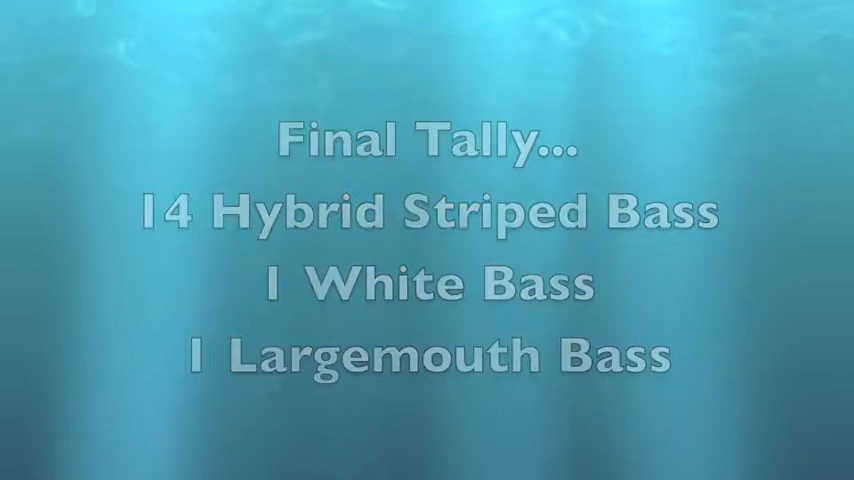 Final Tally...
14 Hybrid Striped Bass
1 White Bass
1 Largemouth Bass